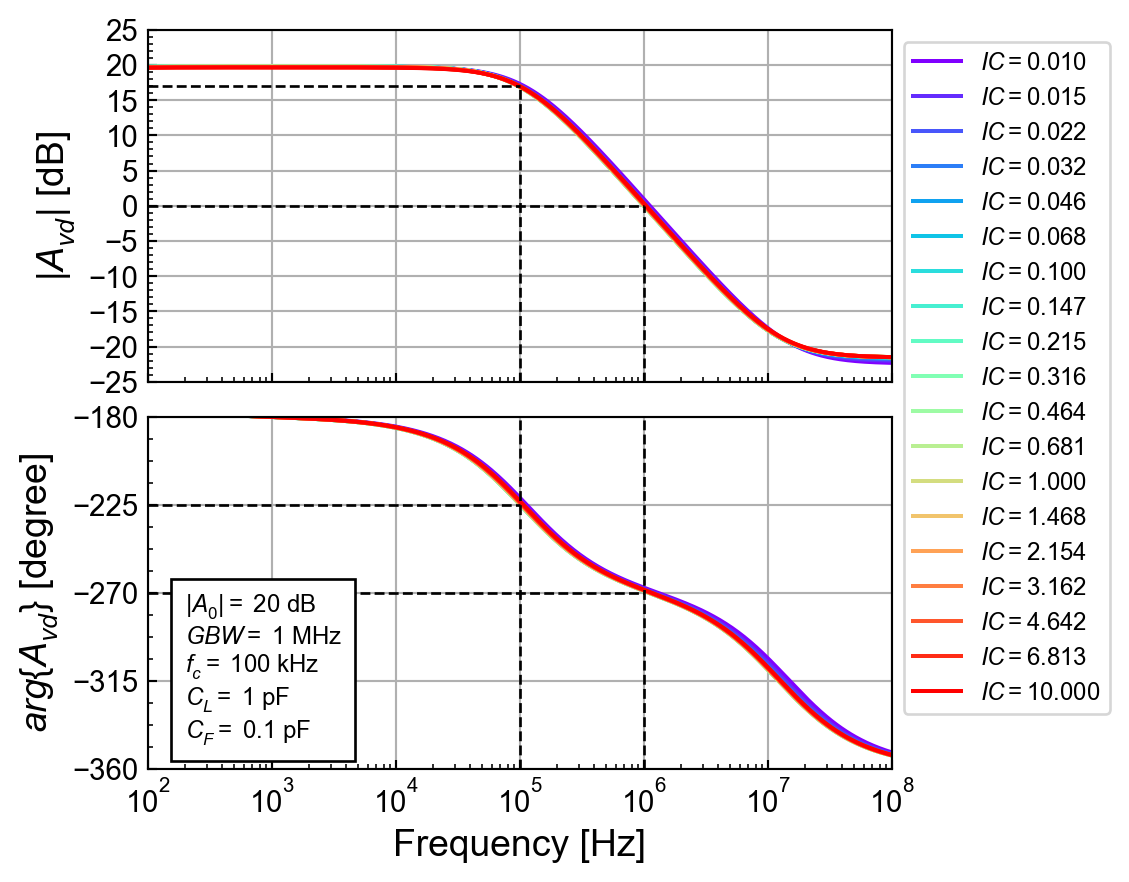 25
20
15
10
5
0
−5
−10
−15
−20
−25
|A_vd| [dB]
−180
−225
−270
−315
−360
arg{A_vd} [degree]
|A_0| = 20 dB
GBW = 1 MHz
f_c = 100 kHz
C_L = 1 pF
C_F = 0.1 pF
10^2 10^3 10^4 10^5 10^6 10^7 10^8
Frequency [Hz]
IC = 0.010
IC = 0.015
IC = 0.022
IC = 0.032
IC = 0.046
IC = 0.068
IC = 0.100
IC = 0.147
IC = 0.215
IC = 0.316
IC = 0.464
IC = 0.681
IC = 1.000
IC = 1.468
IC = 2.154
IC = 3.162
IC = 4.642
IC = 6.813
IC = 10.000